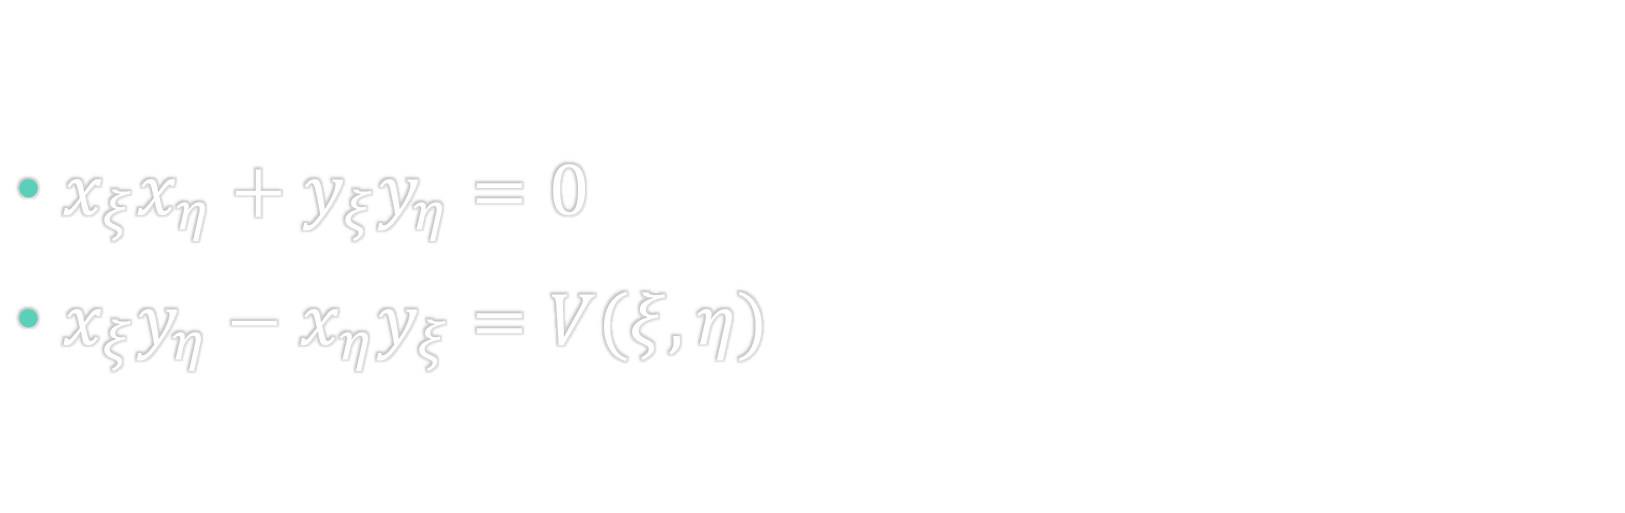 • x_ξ x_η + y_ξ y_η = 0
• x_ξ y_η − x_η y_ξ = V(ξ, η)